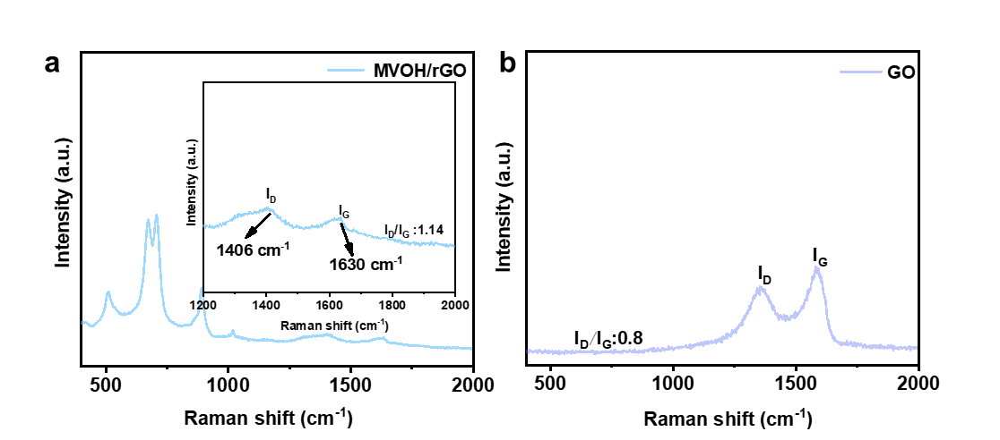 a
MVOH/rGO
Intensity (a.u.)
500 1000 1500 2000
Raman shift (cm⁻¹)
Intensity (a.u.)
I_D
I_G
I_D/I_G :1.14
1406 cm⁻¹
1630 cm⁻¹
1200 1400 1600 1800 2000
Raman shift (cm⁻¹)
b
GO
Intensity (a.u.)
I_D
I_G
I_D/I_G:0.8
500 1000 1500 2000
Raman shift (cm⁻¹)